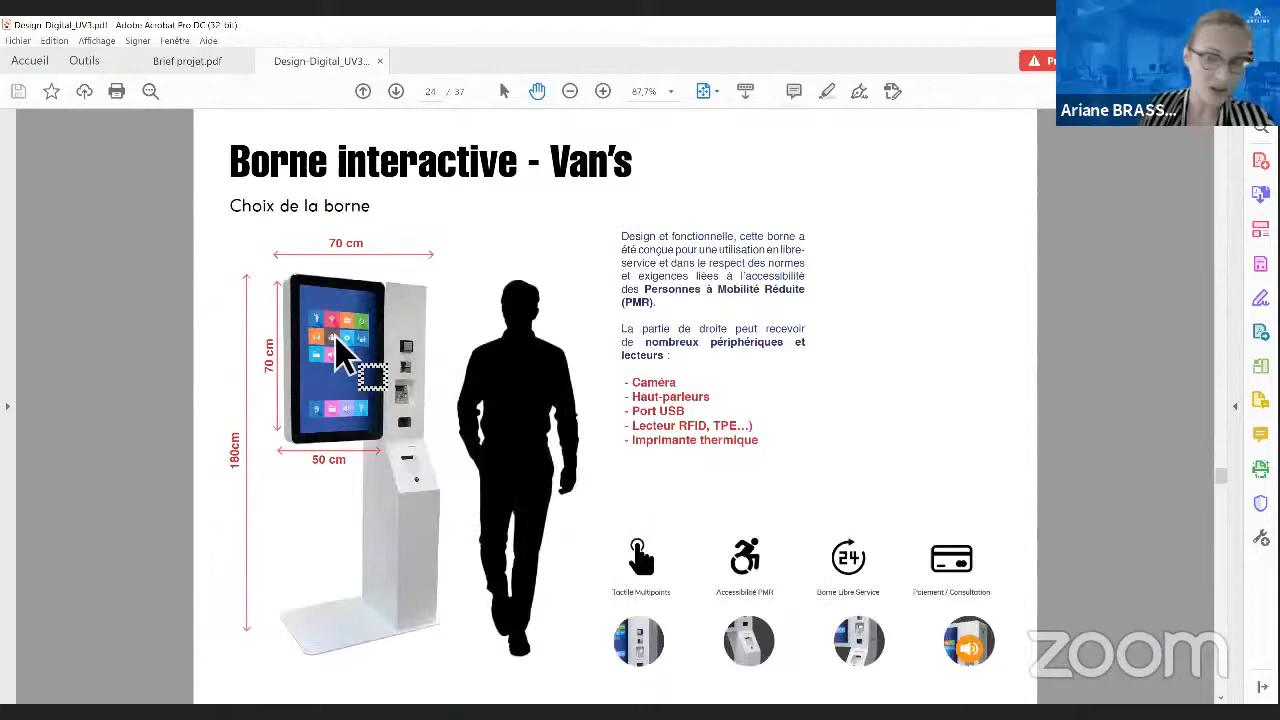 Design-Digital_UV3.pdf - Adobe Acrobat Pro DC (32-bit)
Fichier Edition Affichage Signer Fenêtre Aide
Accueil Outils Brief projet.pdf Design-Digital_UV3... ×
24 / 37 87,7%
Ariane BRASS...
Borne interactive - Van's
Choix de la borne
70 cm
70 cm
180cm
50 cm
Design et fonctionnelle, cette borne a
été conçue pour une utilisation en libre-
service et dans le respect des normes
et exigences liées à l'accessibilité
des Personnes à Mobilité Réduite
(PMR).
La partie de droite peut recevoir
de nombreux périphériques et
lecteurs :
- Caméra
- Haut-parleurs
- Port USB
- Lecteur RFID, TPE...)
- Imprimante thermique
24
Tactile Multipoints
Accessibilité PMR
Borne Libre Service
Paiement / Consultation
zoom